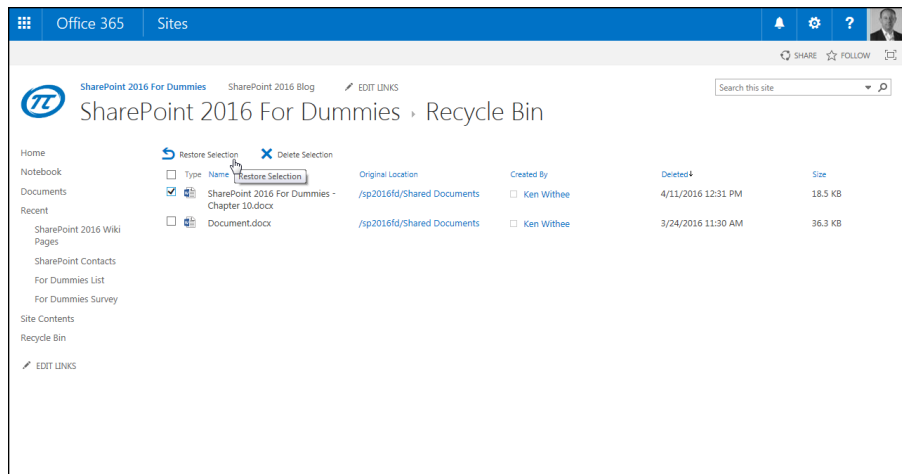 Office 365 Sites ?
SHARE FOLLOW
SharePoint 2016 For Dummies SharePoint 2016 Blog EDIT LINKS
Search this site
π
SharePoint 2016 For Dummies › Recycle Bin
Home
Notebook
Documents
Recent
SharePoint 2016 Wiki
Pages
SharePoint Contacts
For Dummies List
For Dummies Survey
Site Contents
Recycle Bin
EDIT LINKS
Restore Selection Delete Selection
Type Name Original Location Created By Deleted↓ Size
Restore Selection
SharePoint 2016 For Dummies - /sp2016fd/Shared Documents Ken Withee 4/11/2016 12:31 PM 18.5 KB
Chapter 10.docx
Document.docx /sp2016fd/Shared Documents Ken Withee 3/24/2016 11:30 AM 36.3 KB